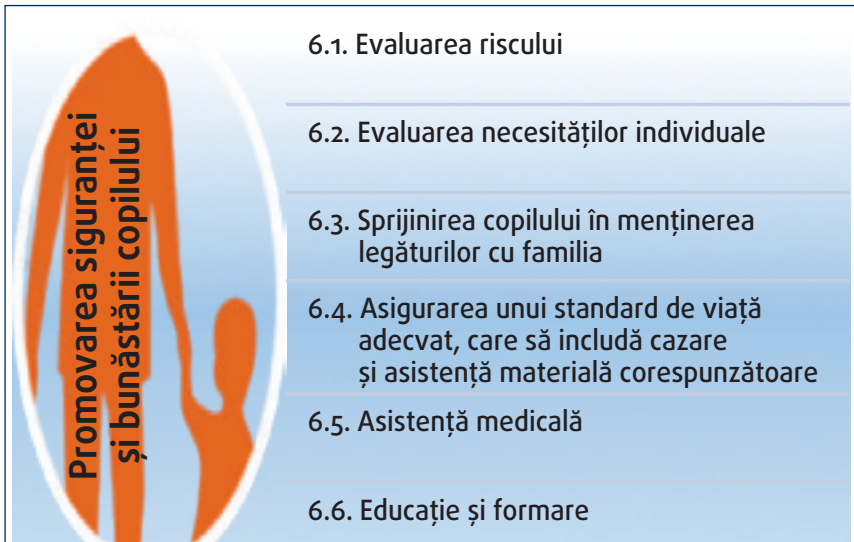 Promovarea siguranței
și bunăstării copilului
6.1. Evaluarea riscului
6.2. Evaluarea necesităților individuale
6.3. Sprijinirea copilului în menținerea
legăturilor cu familia
6.4. Asigurarea unui standard de viață
adecvat, care să includă cazare
și asistență materială corespunzătoare
6.5. Asistență medicală
6.6. Educație și formare